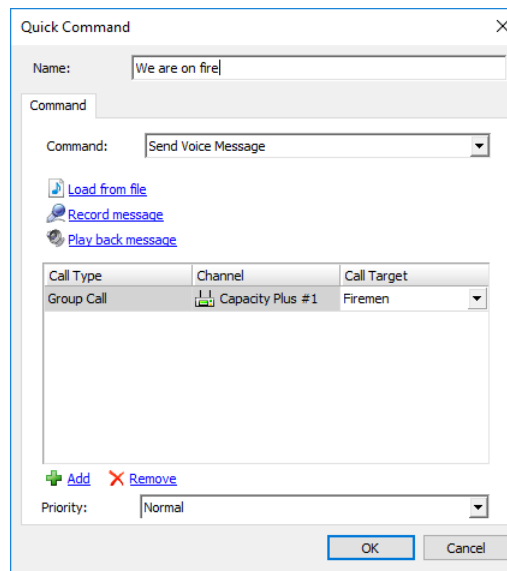 Quick Command
Name: We are on fire
Command
Command: Send Voice Message
Load from file
Record message
Play back message
Call Type Channel Call Target
Group Call Capacity Plus #1 Firemen
Add Remove
Priority: Normal
OK Cancel